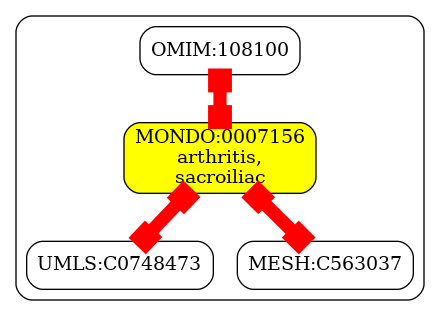 OMIM:108100
MONDO:0007156
arthritis,
sacroiliac
UMLS:C0748473
MESH:C563037